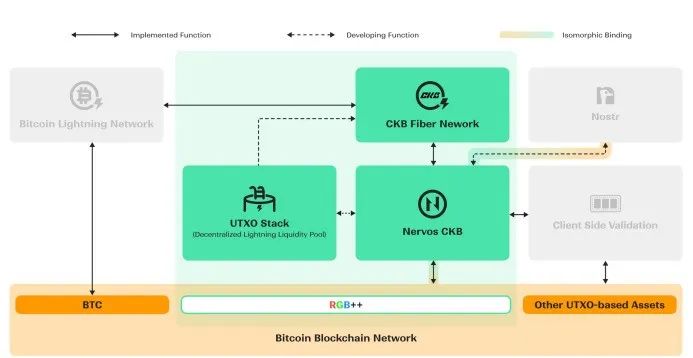 Implemented Function
Developing Function
Isomorphic Binding
Bitcoin Lightning Network
CKB
CKB Fiber Nework
Nostr
UTXO Stack
(Decentralized Lightning Liquidity Pool)
Nervos CKB
Client Side Validation
BTC
RGB++
Other UTXO-based Assets
Bitcoin Blockchain Network